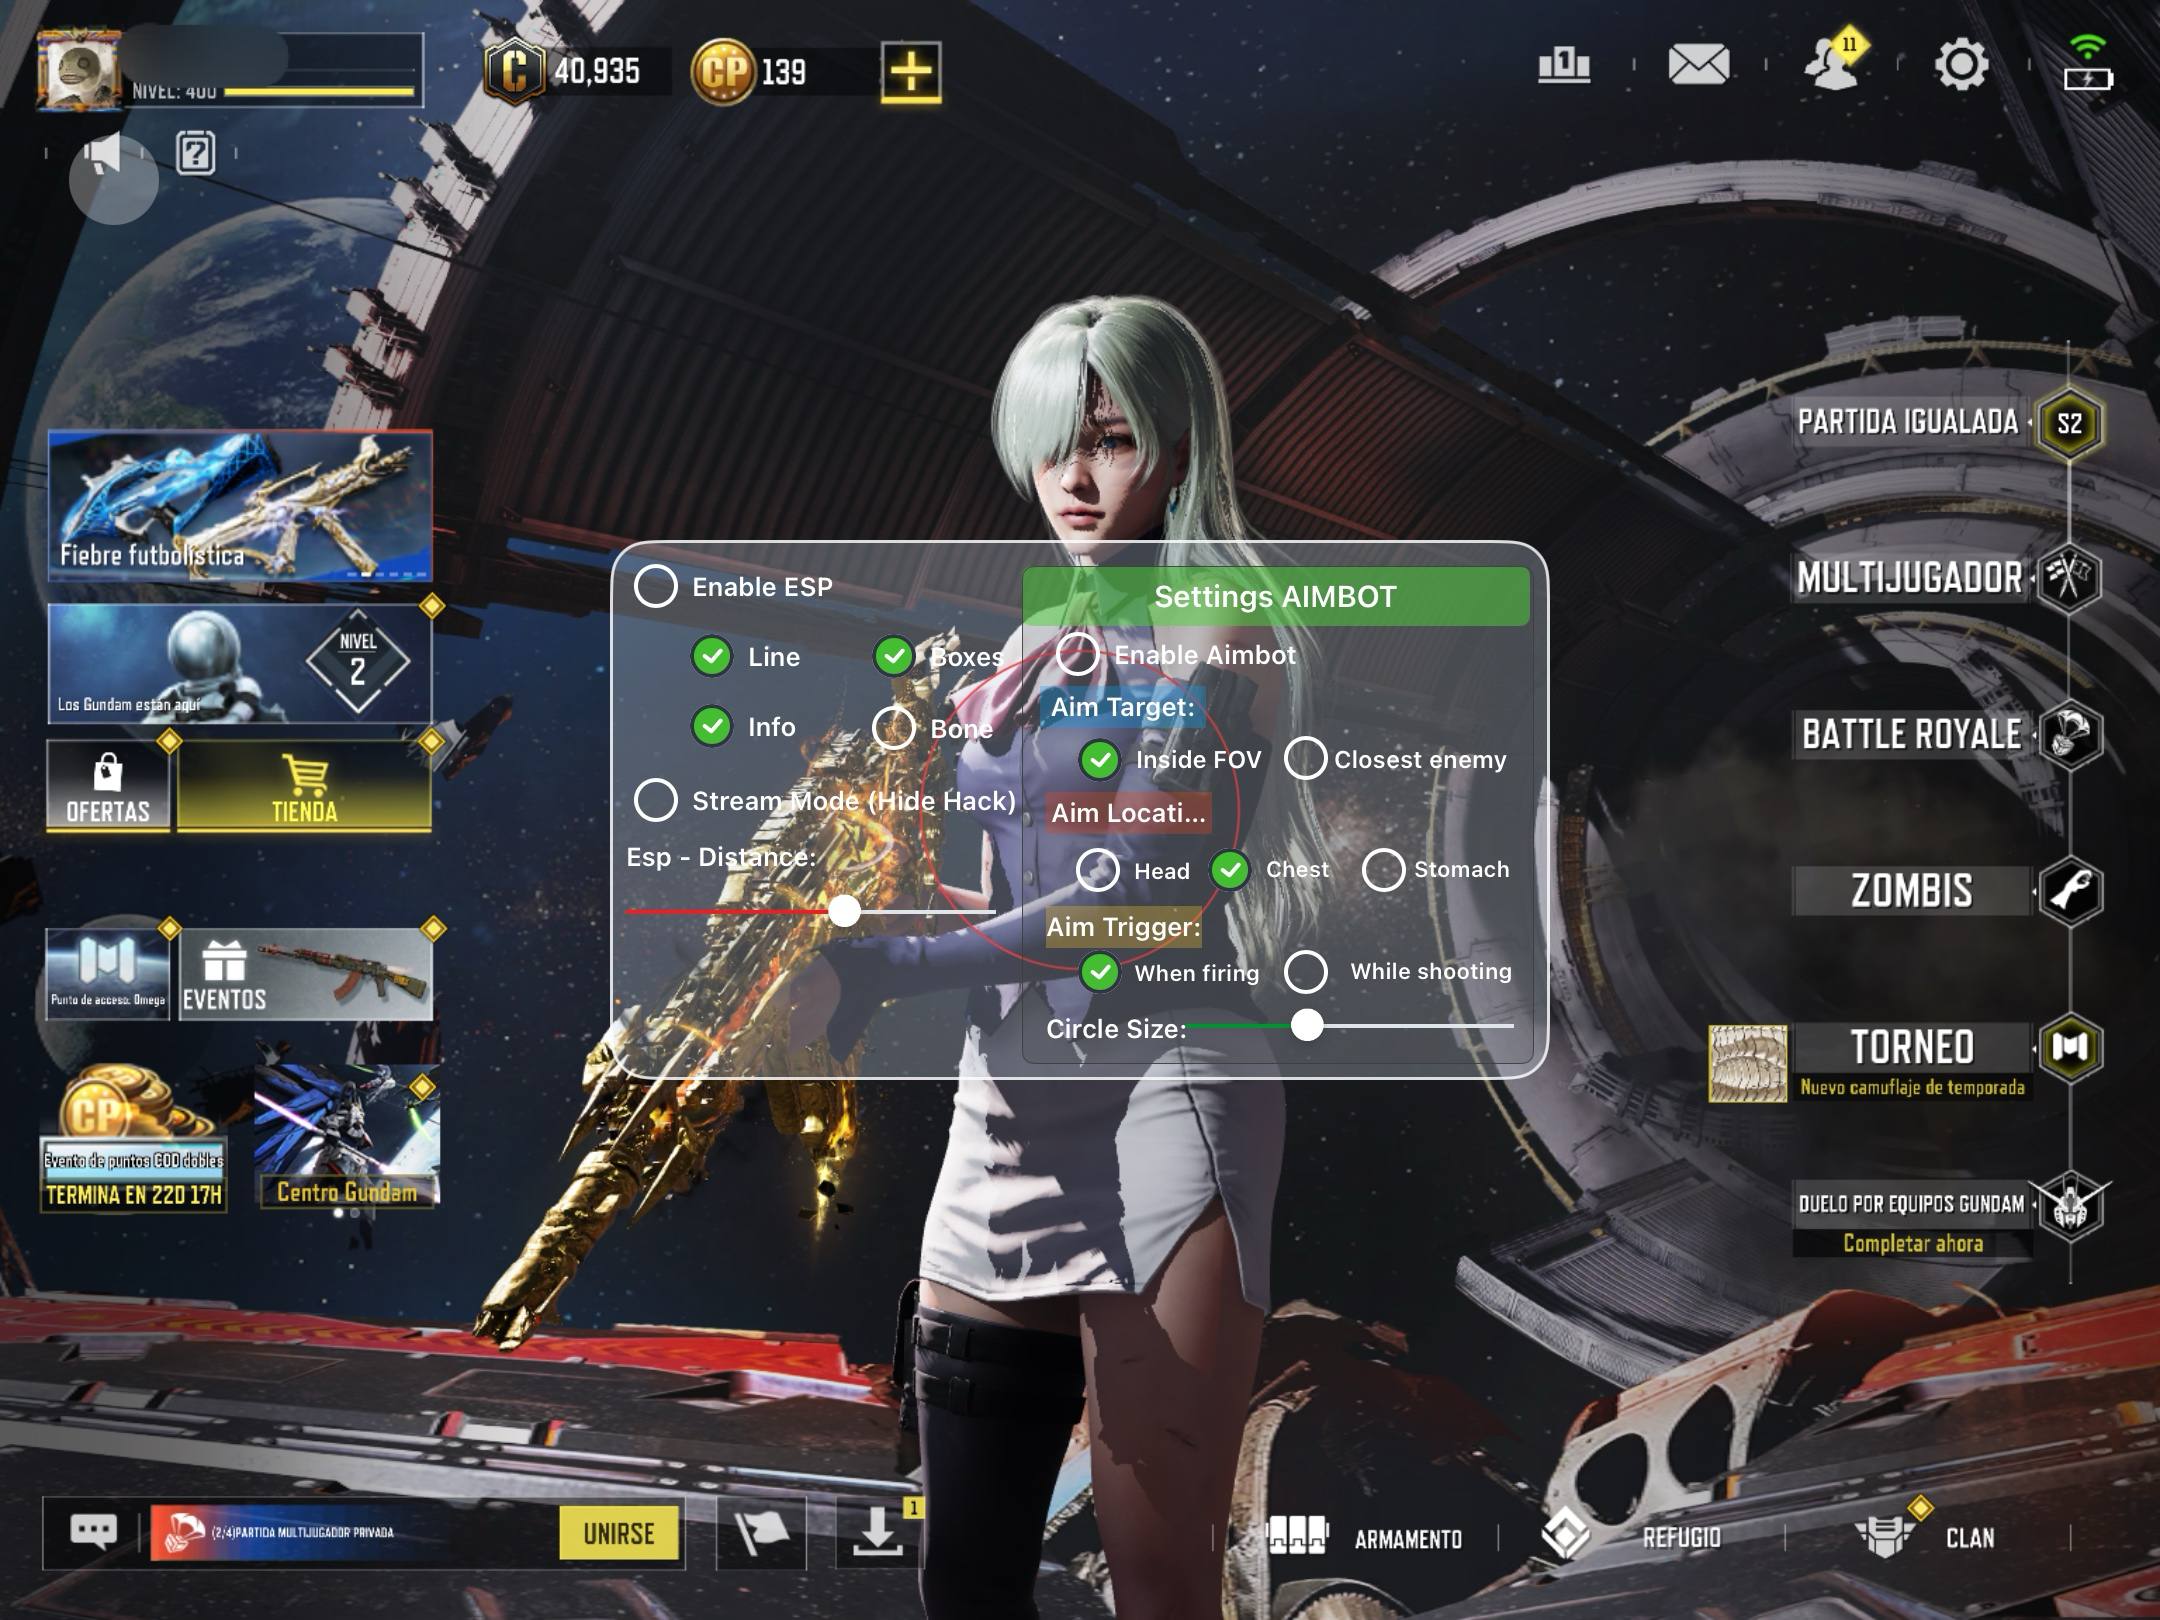 NIVEL: 400
40,935
CP 139
11
Fiebre futbolística
NIVEL
2
Los Gundam están aquí
OFERTAS
TIENDA
Punto de acceso: Omega
EVENTOS
CP
Evento de puntos COD dobles
TERMINA EN 22D 17H
Centro Gundam
Enable ESP
Line
Boxes
Info
Bone
Stream Mode (Hide Hack)
Esp - Distance:
Settings AIMBOT
Enable Aimbot
Aim Target:
Inside FOV
Closest enemy
Aim Locati...
Head
Chest
Stomach
Aim Trigger:
When firing
While shooting
Circle Size:
PARTIDA IGUALADA
S2
MULTIJUGADOR
BATTLE ROYALE
ZOMBIS
TORNEO
Nuevo camuflaje de temporada
DUELO POR EQUIPOS GUNDAM
Completar ahora
(2/4)PARTIDA MULTIJUGADOR PRIVADA
UNIRSE
1
ARMAMENTO
REFUGIO
CLAN